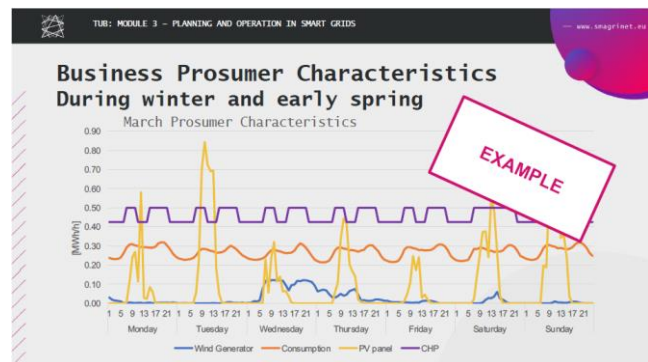 TUB: MODULE 3 – PLANNING AND OPERATION IN SMART GRIDS
www.smagrinet.eu
Business Prosumer Characteristics
During winter and early spring
March Prosumer Characteristics
EXAMPLE
[MWh/h]
0.90
0.80
0.70
0.60
0.50
0.40
0.30
0.20
0.10
0.00
1 5 9 13 17 21 1 5 9 13 17 21 1 5 9 13 17 21 1 5 9 13 17 21 1 5 9 13 17 21 1 5 9 13 17 21 1 5 9 13 17 21
Monday Tuesday Wednesday Thursday Friday Saturday Sunday
Wind Generator Consumption PV panel CHP